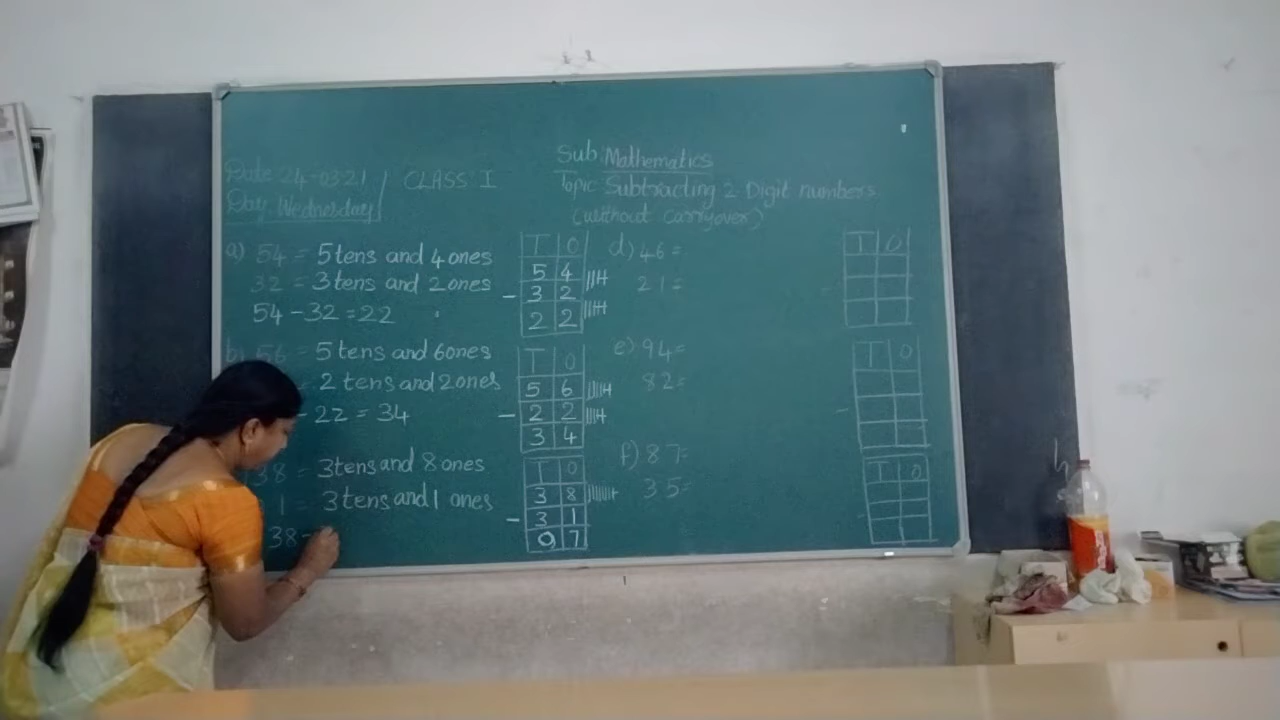 Date 24-03-21 CLASS I
Day. Wednesday
Sub: Mathematics
Topic: Subtracting 2-Digit numbers
(without carryover)
a) 54 = 5 tens and 4 ones
32 = 3 tens and 2 ones
54 - 32 = 22
T O
5 4
- 3 2
2 2
b) 56 = 5 tens and 6 ones
= 2 tens and 2 ones
- 22 = 34
T O
5 6
- 2 2
3 4
38 = 3 tens and 8 ones
1 = 3 tens and 1 ones
38 -
T O
3 8
- 3 1
0 7
d) 46 =
21 =
T O
e) 94 =
82 =
T O
-
f) 87 =
35 =
T O